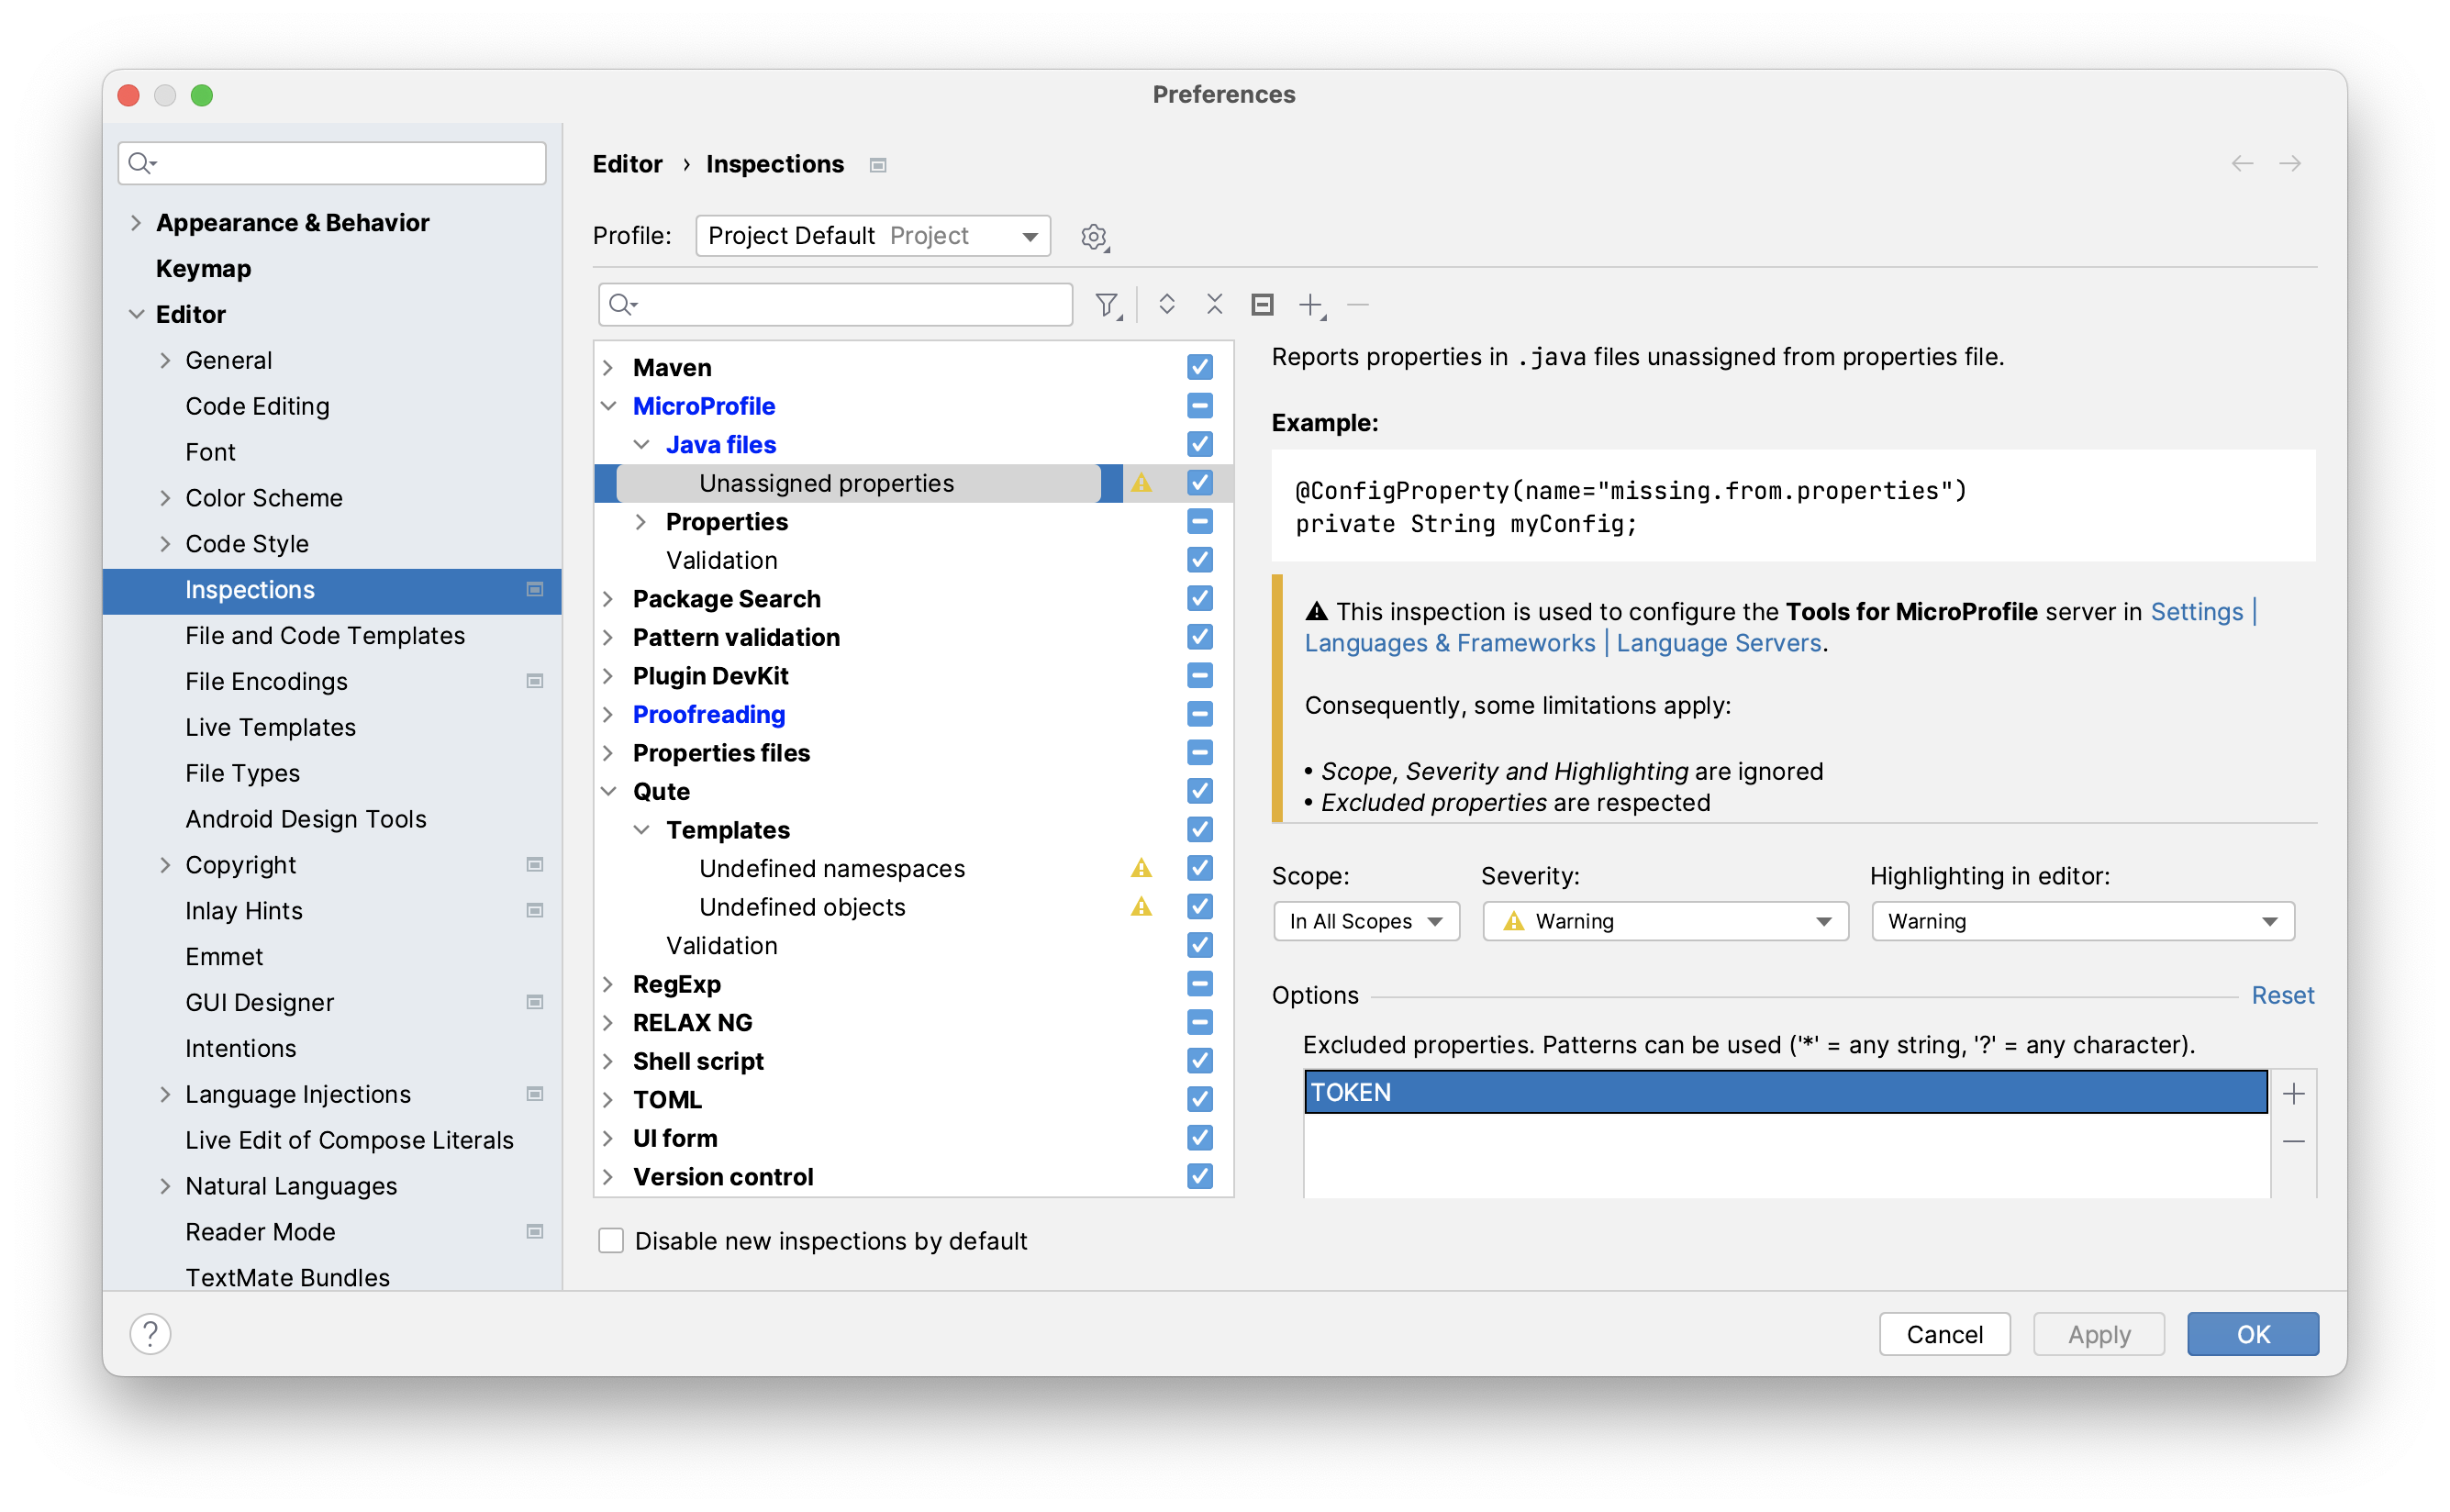 Preferences
Appearance & Behavior
Keymap
Editor
General
Code Editing
Font
Color Scheme
Code Style
Inspections
File and Code Templates
File Encodings
Live Templates
File Types
Android Design Tools
Copyright
Inlay Hints
Emmet
GUI Designer
Intentions
Language Injections
Live Edit of Compose Literals
Natural Languages
Reader Mode
TextMate Bundles
Editor › Inspections
Profile: Project Default Project
Maven
MicroProfile
Java files
Unassigned properties
Properties
Validation
Package Search
Pattern validation
Plugin DevKit
Proofreading
Properties files
Qute
Templates
Undefined namespaces
Undefined objects
Validation
RegExp
RELAX NG
Shell script
TOML
UI form
Version control
Disable new inspections by default
Reports properties in .java files unassigned from properties file.
Example:
@ConfigProperty(name="missing.from.properties")
private String myConfig;
This inspection is used to configure the Tools for MicroProfile server in Settings |
Languages & Frameworks | Language Servers.
Consequently, some limitations apply:
• Scope, Severity and Highlighting are ignored
• Excluded properties are respected
Scope: Severity: Highlighting in editor:
In All Scopes Warning Warning
Options Reset
Excluded properties. Patterns can be used ('*' = any string, '?' = any character).
TOKEN
? Cancel Apply OK